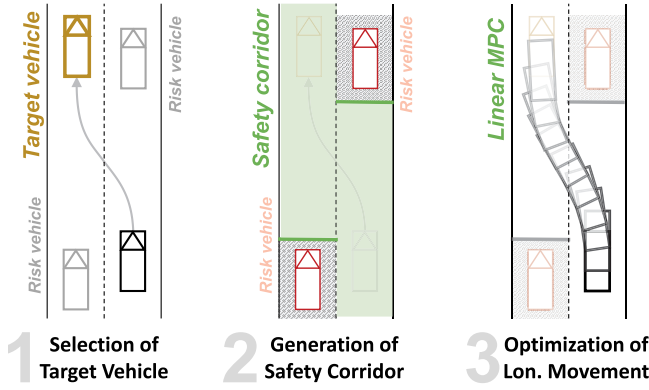 Target vehicle
Risk vehicle
Risk vehicle
Safety corridor
Risk vehicle
Risk vehicle
Linear MPC
1 Selection of
Target Vehicle
2 Generation of
Safety Corridor
3 Optimization of
Lon. Movement